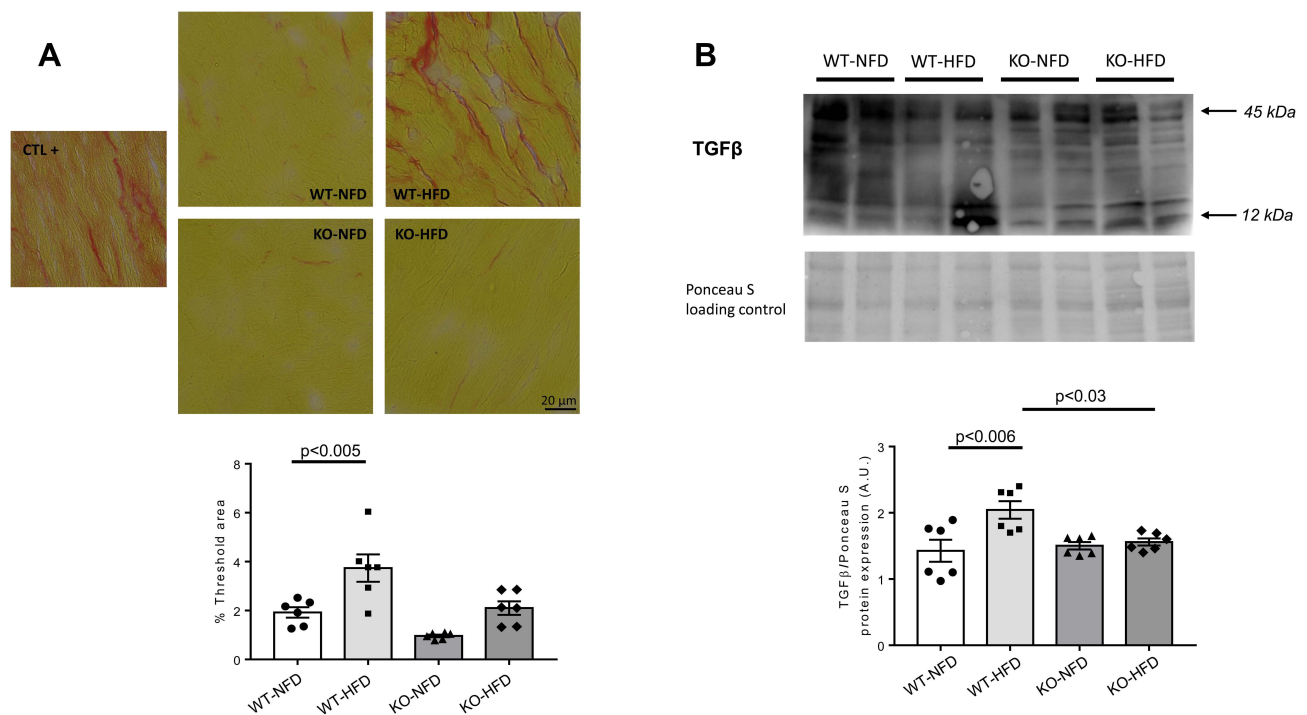 A
CTL +
WT-NFD
WT-HFD
KO-NFD
KO-HFD
20 µm
p<0.005
% Threshold area
8
6
4
2
0
WT-NFD
WT-HFD
KO-NFD
KO-HFD
B
WT-NFD WT-HFD KO-NFD KO-HFD
TGFβ
45 kDa
12 kDa
Ponceau S
loading control
p<0.03
p<0.006
TGFβ/Ponceau S
protein expression (A.U.)
3
2
1
0
WT-NFD
WT-HFD
KO-NFD
KO-HFD